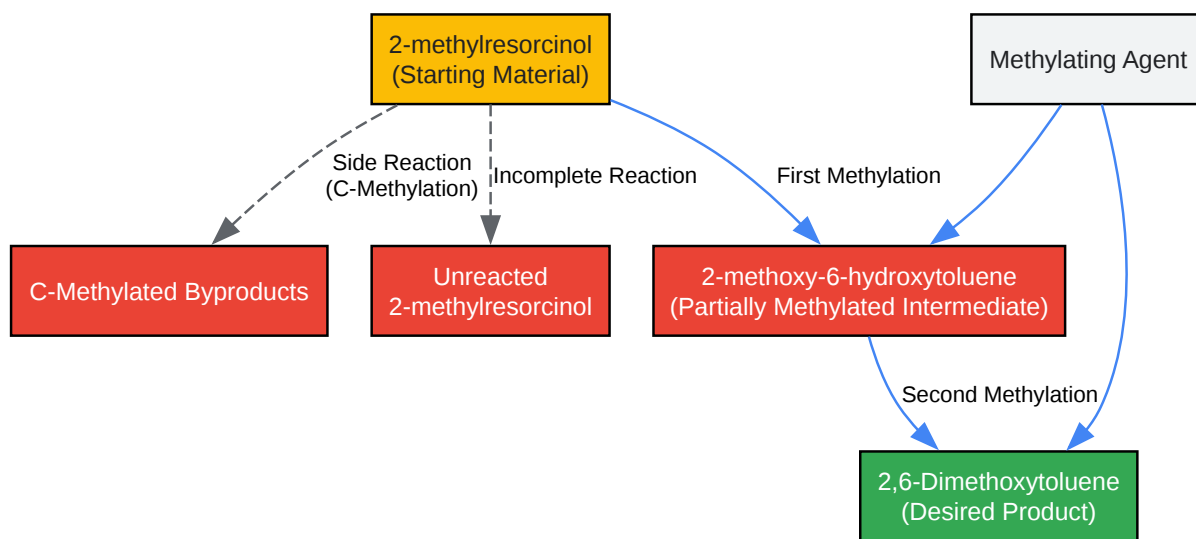 2-methylresorcinol
(Starting Material)
Methylating Agent
Side Reaction
(C-Methylation)
Incomplete Reaction
First Methylation
C-Methylated Byproducts
Unreacted
2-methylresorcinol
2-methoxy-6-hydroxytoluene
(Partially Methylated Intermediate)
Second Methylation
2,6-Dimethoxytoluene
(Desired Product)